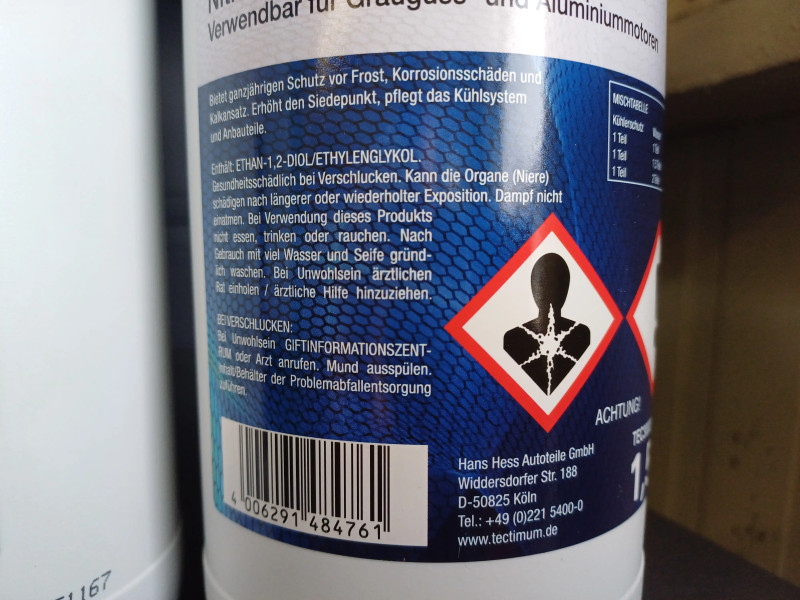 Verwendbar für Grauguss- und Aluminiummotoren
Bietet ganzjährigen Schutz vor Frost, Korrosionsschäden und
Kalkansatz. Erhöht den Siedepunkt, pflegt das Kühlsystem
und Anbauteile.
MISCHTABELLE
Kühlerschutz
1 Teil
1 Teil
1 Teil
Enthält: ETHAN-1,2-DIOL/ETHYLENGLYKOL.
Gesundheitsschädlich bei Verschlucken. Kann die Organe (Niere)
schädigen nach längerer oder wiederholter Exposition. Dampf nicht
einatmen. Bei Verwendung dieses Produkts
nicht essen, trinken oder rauchen. Nach
Gebrauch mit viel Wasser und Seife gründ-
lich waschen. Bei Unwohlsein ärztlichen
Rat einholen / ärztliche Hilfe hinzuziehen.
BEI VERSCHLUCKEN:
Bei Unwohlsein GIFTINFORMATIONSZENT-
RUM oder Arzt anrufen. Mund ausspülen.
Inhalt/Behälter der Problemabfallentsorgung
zuführen.
ACHTUNG!
4 006291 484761
Hans Hess Autoteile GmbH
Widdersdorfer Str. 188
D-50825 Köln
Tel.: +49 (0)221 5400-0
www.tectimum.de
1167